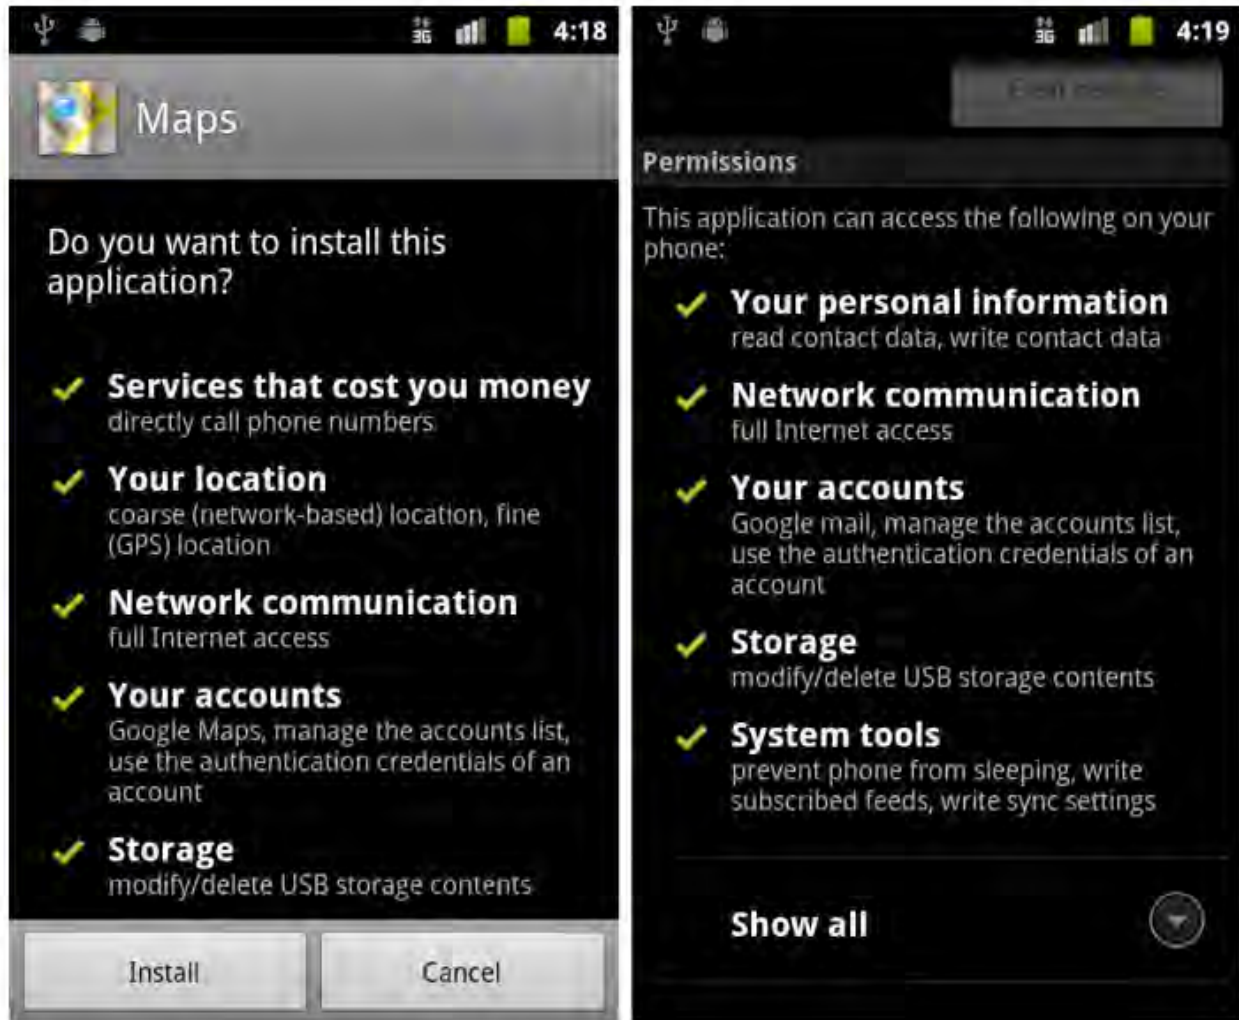 3G
4:18
Maps
Do you want to install this
application?
Services that cost you money
directly call phone numbers
Your location
coarse (network-based) location, fine
(GPS) location
Network communication
full Internet access
Your accounts
Google Maps, manage the accounts list,
use the authentication credentials of an
account
Storage
modify/delete USB storage contents
Install
Cancel
3G
4:19
Permissions
This application can access the following on your
phone:
Your personal information
read contact data, write contact data
Network communication
full Internet access
Your accounts
Google mail, manage the accounts list,
use the authentication credentials of an
account
Storage
modify/delete USB storage contents
System tools
prevent phone from sleeping, write
subscribed feeds, write sync settings
Show all